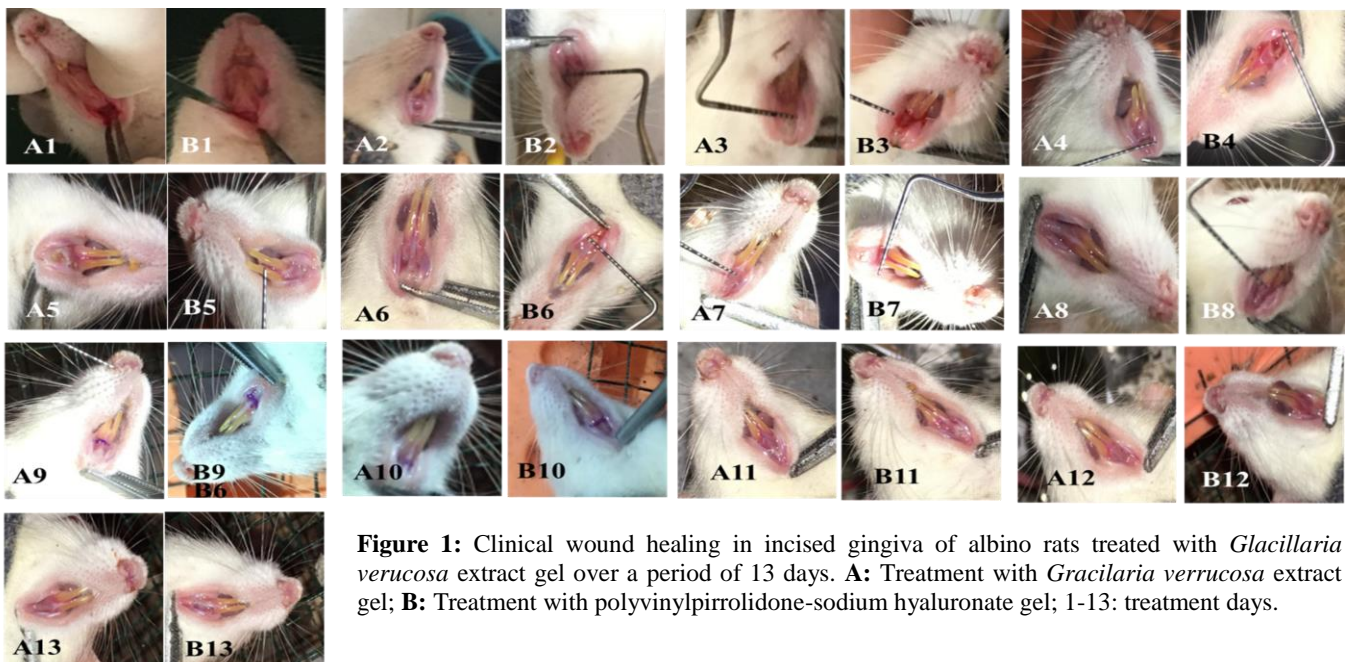 A1 B1 A2 B2 A3 B3 A4 B4
A5 B5 A6 B6 A7 B7 A8 B8
A9 B9 A10 B10 A11 B11 A12 B12
B6
A13 B13
Figure 1: Clinical wound healing in incised gingiva of albino rats treated with Glacillaria
verucosa extract gel over a period of 13 days. A: Treatment with Gracilaria verrucosa extract
gel; B: Treatment with polyvinylpirrolidone-sodium hyaluronate gel; 1-13: treatment days.